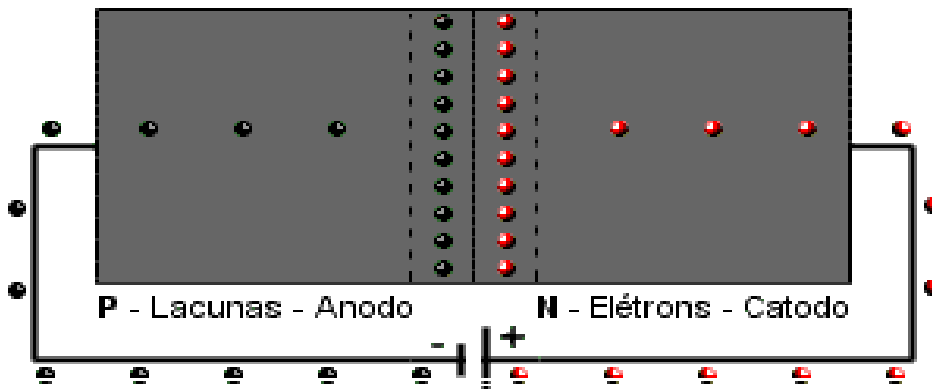 P - Lacunas - Anodo
N - Elétrons - Catodo
- +